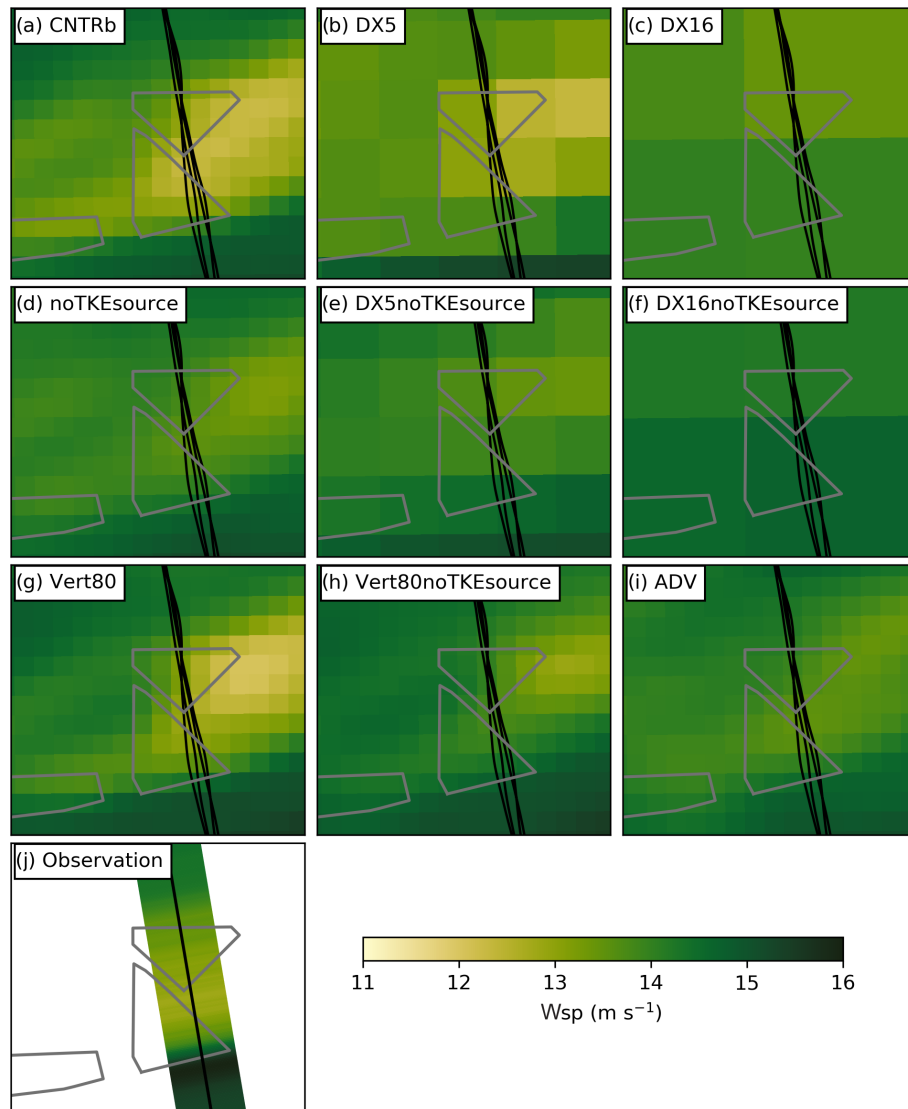 (a) CNTRb
(b) DX5
(c) DX16
(d) noTKEsource
(e) DX5noTKEsource
(f) DX16noTKEsource
(g) Vert80
(h) Vert80noTKEsource
(i) ADV
(j) Observation
11 12 13 14 15 16
Wsp (m s⁻¹)